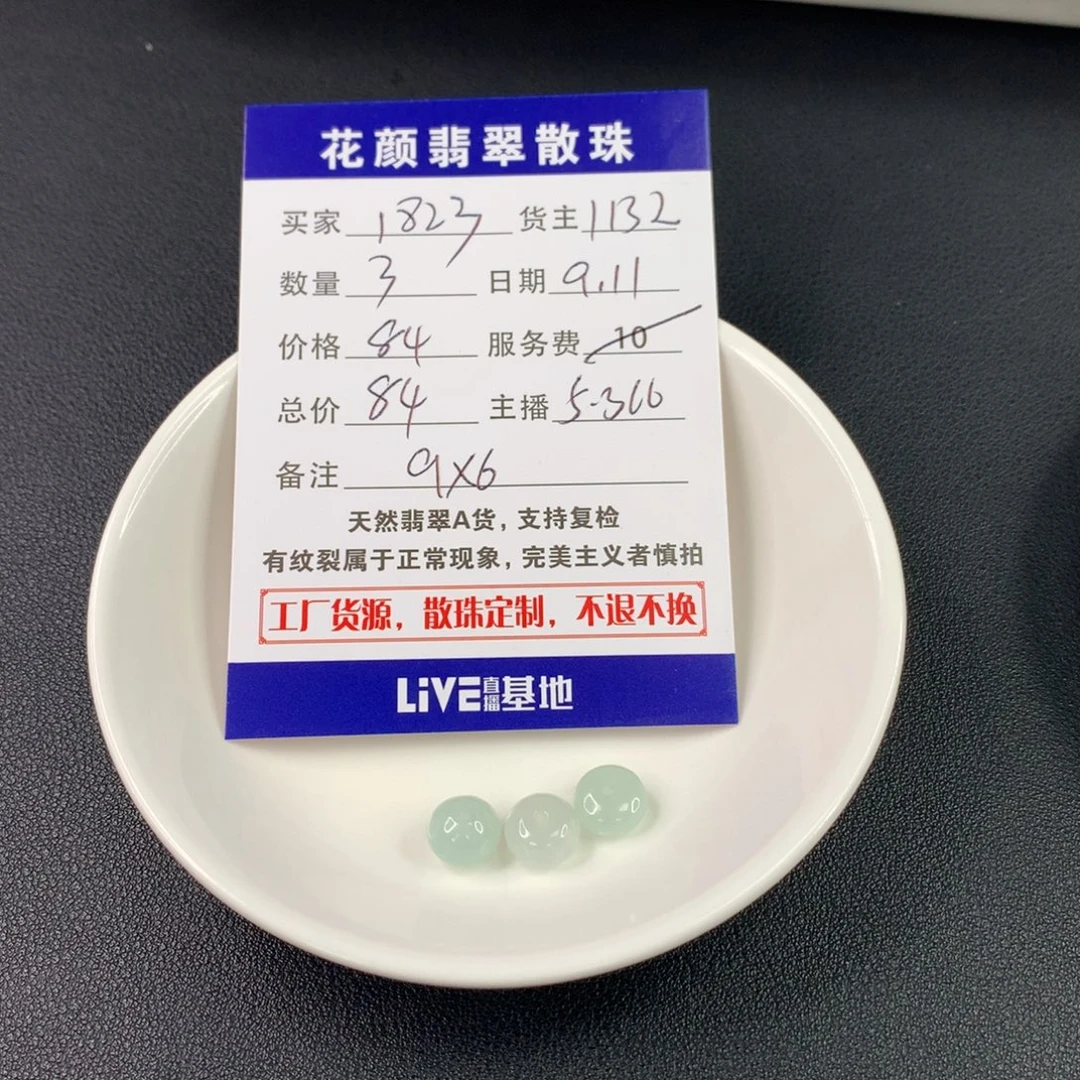 花颜翡翠散珠
买家 1823 货主 1132
数量 3 日期 9.11
价格 84 服务费 10
总价 84 主播 5-366
备注 9X6
天然翡翠A货，支持复检
有纹裂属于正常现象，完美主义者慎拍
工厂货源，散珠定制，不退不换
LiVE直播基地